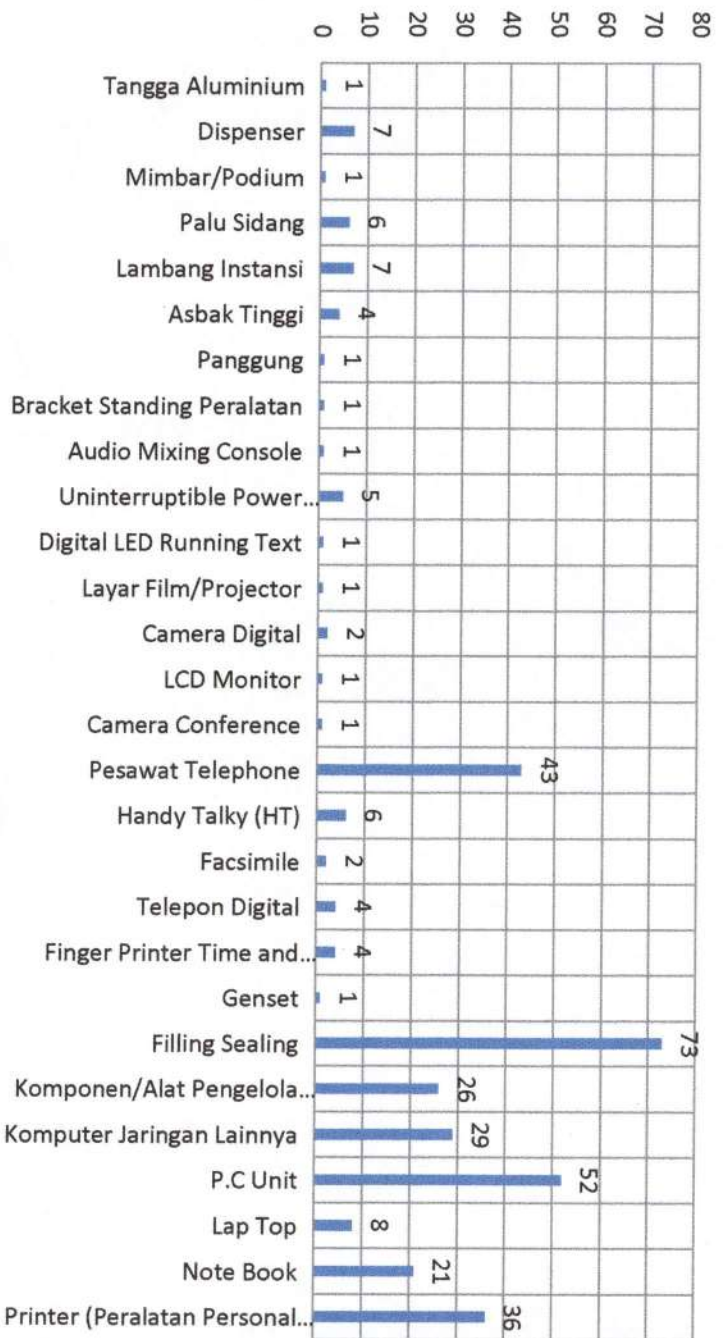 80
70
60
50
40
30
20
10
0
1
7
1
6
7
4
1
1
1
5
1
1
2
1
1
43
6
2
4
4
1
73
26
29
52
8
21
36
Tangga Aluminium
Dispenser
Mimbar/Podium
Palu Sidang
Lambang Instansi
Asbak Tinggi
Panggung
Bracket Standing Peralatan
Audio Mixing Console
Uninterruptible Power...
Digital LED Running Text
Layar Film/Projector
Camera Digital
LCD Monitor
Camera Conference
Pesawat Telephone
Handy Talky (HT)
Facsimile
Telepon Digital
Finger Printer Time and...
Genset
Filling Sealing
Komponen/Alat Pengelola...
Komputer Jaringan Lainnya
P.C Unit
Lap Top
Note Book
Printer (Peralatan Personal...